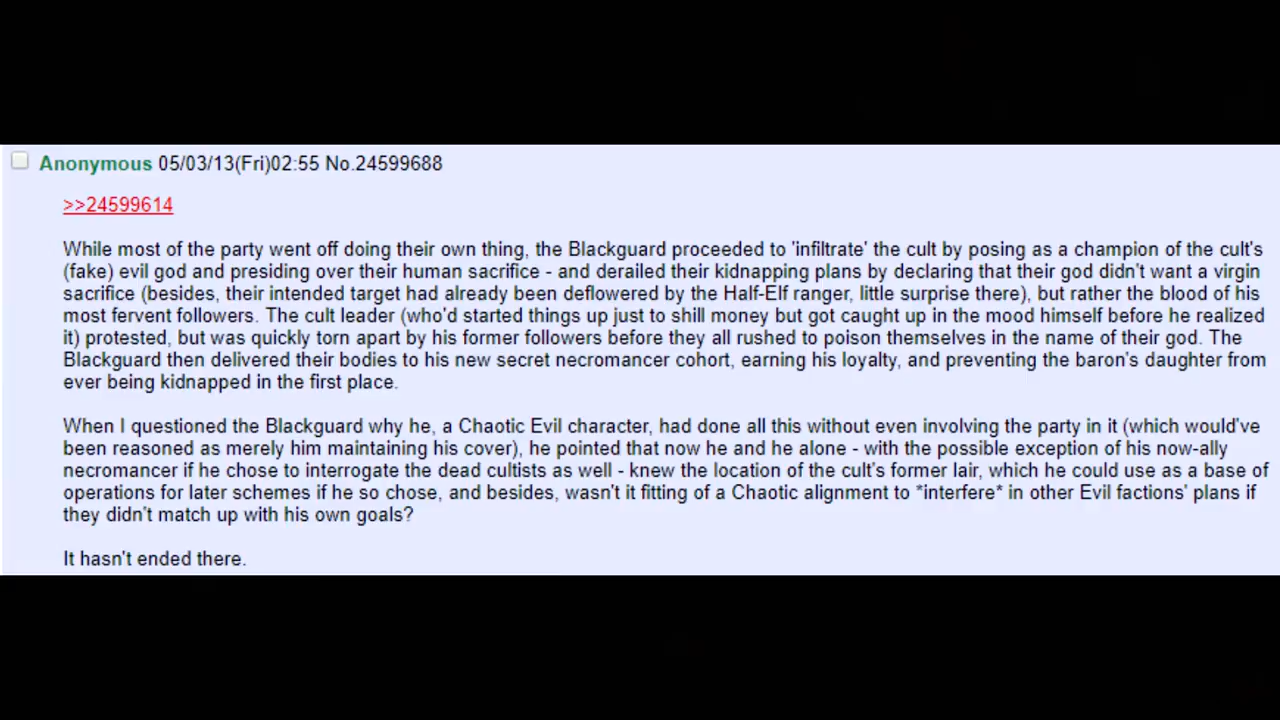 Anonymous 05/03/13(Fri)02:55 No.24599688
>>24599614
While most of the party went off doing their own thing, the Blackguard proceeded to 'infiltrate' the cult by posing as a champion of the cult's
(fake) evil god and presiding over their human sacrifice - and derailed their kidnapping plans by declaring that their god didn't want a virgin
sacrifice (besides, their intended target had already been deflowered by the Half-Elf ranger, little surprise there), but rather the blood of his
most fervent followers. The cult leader (who'd started things up just to shill money but got caught up in the mood himself before he realized
it) protested, but was quickly torn apart by his former followers before they all rushed to poison themselves in the name of their god. The
Blackguard then delivered their bodies to his new secret necromancer cohort, earning his loyalty, and preventing the baron's daughter from
ever being kidnapped in the first place.
When I questioned the Blackguard why he, a Chaotic Evil character, had done all this without even involving the party in it (which would've
been reasoned as merely him maintaining his cover), he pointed that now he and he alone - with the possible exception of his now-ally
necromancer if he chose to interrogate the dead cultists as well - knew the location of the cult's former lair, which he could use as a base of
operations for later schemes if he so chose, and besides, wasn't it fitting of a Chaotic alignment to *interfere* in other Evil factions' plans if
they didn't match up with his own goals?
It hasn't ended there.